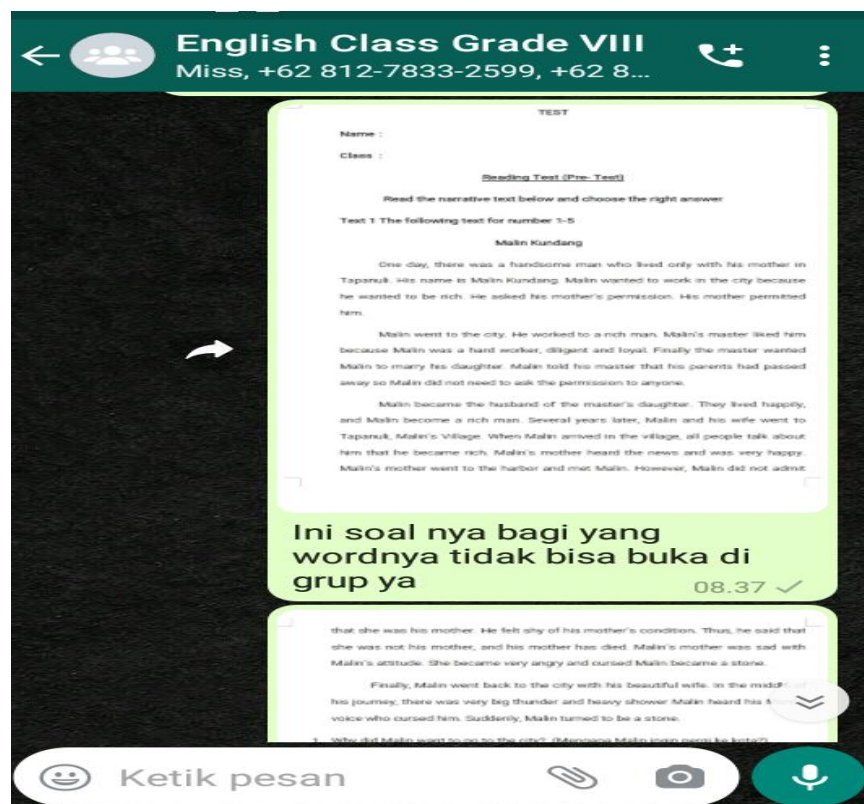 English Class Grade VIII
Miss, +62 812-7833-2599, +62 8...
TEST
Name :
Class :
Reading Test (Pre- Test)
Read the narrative text below and choose the right answer
Text 1 The following text for number 1-5
Malin Kundang
One day, there was a handsome man who lived only with his mother in
Tapanuli. His name is Malin Kundang. Malin wanted to work in the city because
he wanted to be rich. He asked his mother's permission. His mother permitted
him.
Malin went to the city. He worked to a rich man. Malin's master liked him
because Malin was a hard worker, diligent and loyal. Finally the master wanted
Malin to marry his daughter. Malin told his master that his parents had passed
away so Malin did not need to ask the permission to anyone.
Malin became the husband of the master's daughter. They lived happily,
and Malin become a rich man. Several years later, Malin and his wife went to
Tapanuli, Malin's Village. When Malin arrived in the village, all people talk about
him that he became rich. Malin's mother heard the news and was very happy.
Malin's mother went to the harbor and met Malin. However, Malin did not admit
Ini soal nya bagi yang
wordnya tidak bisa buka di
grup ya
08.37
that she was his mother. He felt shy of his mother's condition. Thus, he said that
she was not his mother, and his mother has died. Malin's mother was sad with
Malin's attitude. She became very angry and cursed Malin became a stone.
Finally, Malin went back to the city with his beautiful wife. In the middle of
his journey, there was very big thunder and heavy shower Malin heard his
voice who cursed him. Suddenly, Malin turned to be a stone.
1. Why did Malin want to go to the city? (Mengapa Malin ingin pergi ke kota?)
Ketik pesan